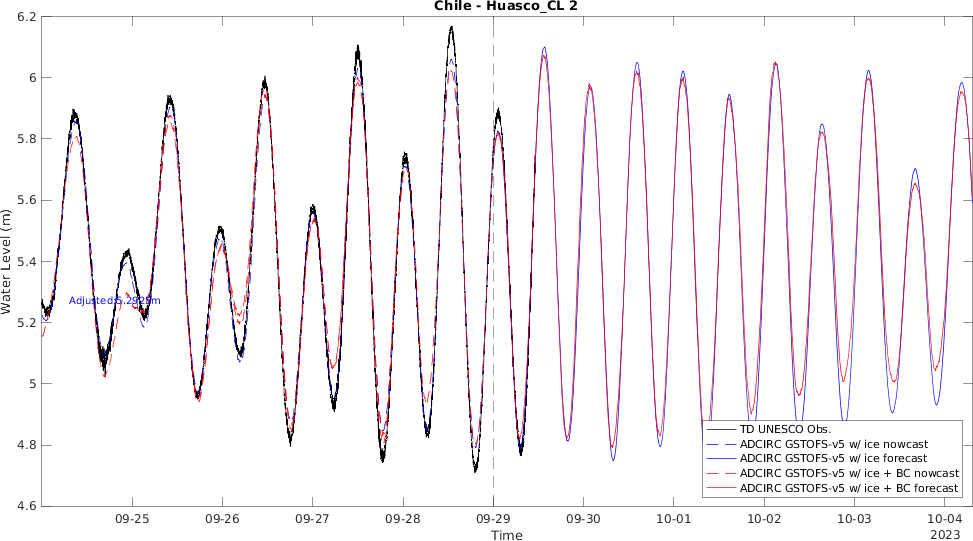 Chile - Huasco_CL 2
6.2
6
5.8
5.6
5.4
5.2
5
4.8
4.6
Water Level (m)
Adjusted:5.2925m
TD UNESCO Obs.
ADCIRC GSTOFS-v5 w/ ice nowcast
ADCIRC GSTOFS-v5 w/ ice forecast
ADCIRC GSTOFS-v5 w/ ice + BC nowcast
ADCIRC GSTOFS-v5 w/ ice + BC forecast
09-25 09-26 09-27 09-28 09-29 09-30 10-01 10-02 10-03 10-04
Time 2023